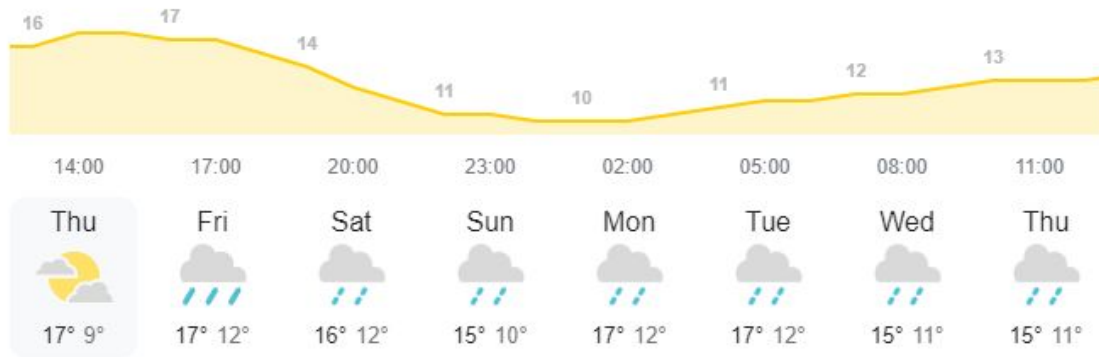 16 17 14 11 10 11 12 13
14:00 17:00 20:00 23:00 02:00 05:00 08:00 11:00
Thu Fri Sat Sun Mon Tue Wed Thu
17° 9° 17° 12° 16° 12° 15° 10° 17° 12° 17° 12° 15° 11° 15° 11°